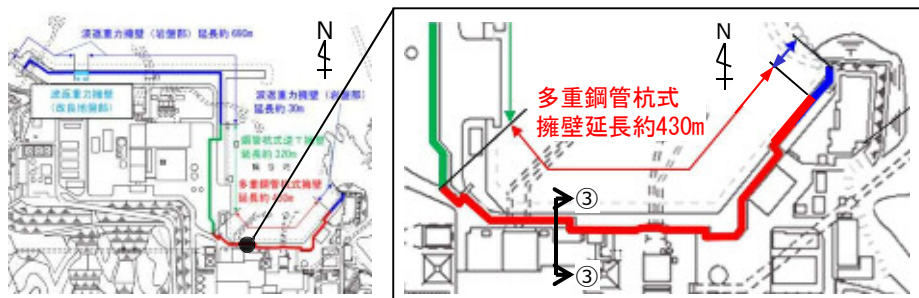 波返重力擁壁（岩盤部）延長約690m
N
波返重力擁壁
（改良地盤部）
波返重力擁壁（岩盤部）
延長約30m
鋼管杭式逆T擁壁
延長約320m
多重鋼管杭式擁壁
延長約430m
N
多重鋼管杭式
擁壁延長約430m
③
③